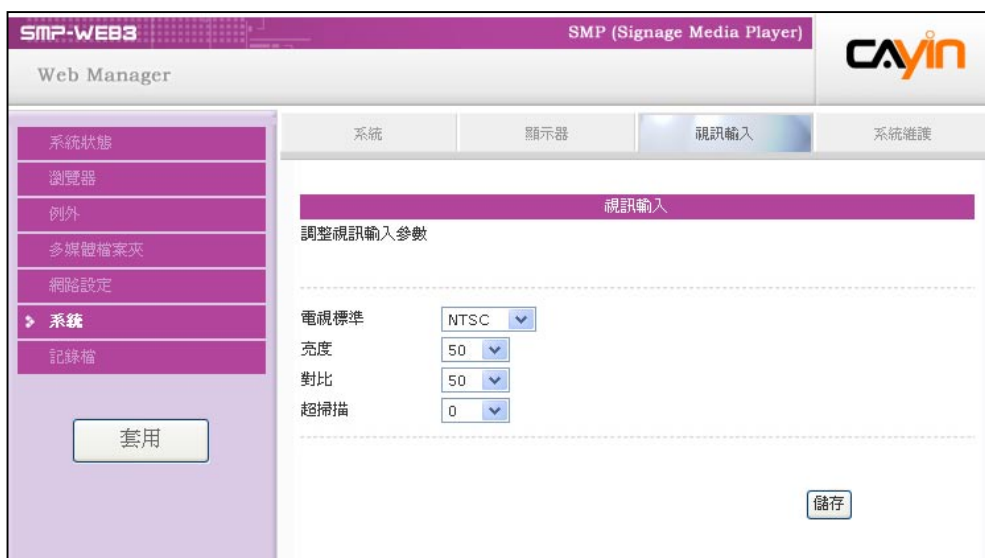 SMP-WEB3
SMP (Signage Media Player)
CAYIN
Web Manager
系統狀態
瀏覽器
例外
多媒體檔案夾
網路設定
系統
記錄檔
套用
系統
顯示器
視訊輸入
系統維護
視訊輸入
調整視訊輸入參數
電視標準 NTSC
亮度 50
對比 50
超掃描 0
儲存